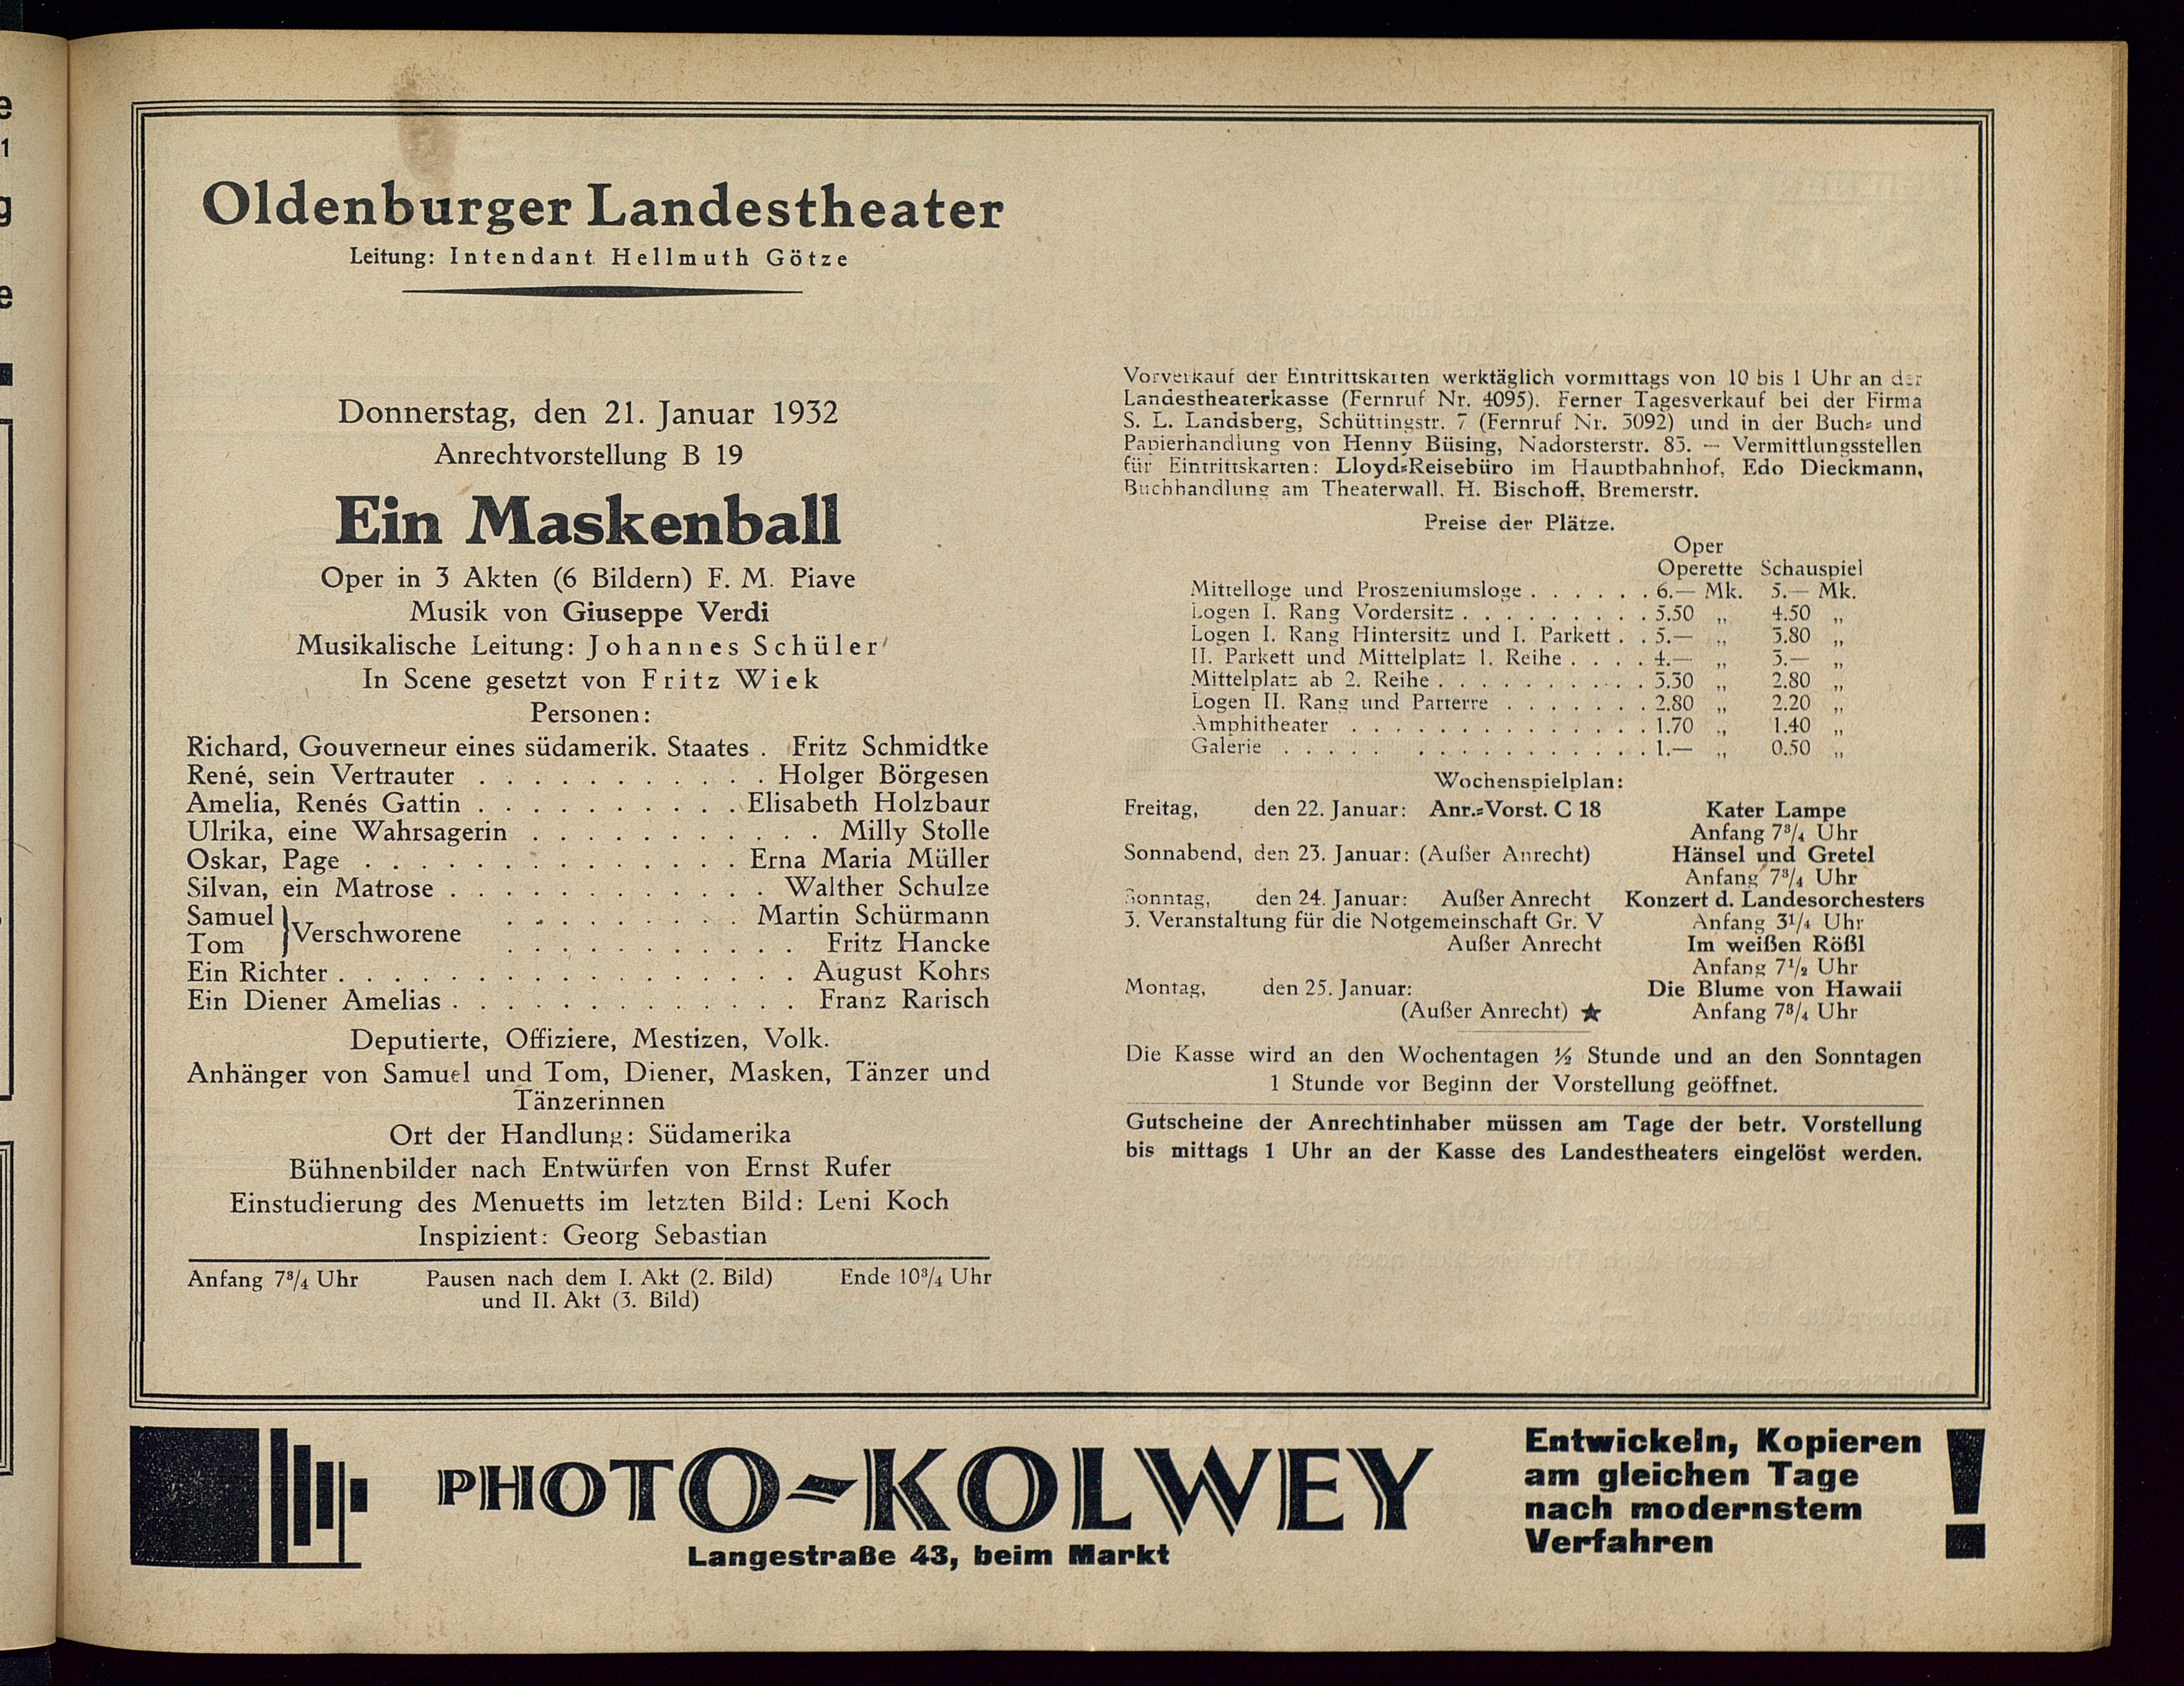 Oldenburger Landestheater
Leitung: Intendant Hellmuth Götze
Donnerstag, den 21. Januar 1932
Anrechtvorstellung B 19
Ein Maskenball
Oper in 3 Akten (6 Bildern) F. M. Piave
Musik von Giuseppe Verdi
Musikalische Leitung: Johannes Schüler
In Scene gesetzt von Fritz Wiek
Personen:
Richard, Gouverneur eines südamerik. Staates . Fritz Schmidtke
René, sein Vertrauter . . . . . . . . . . . Holger Börgesen
Amelia, Renés Gattin . . . . . . . . . . Elisabeth Holzbaur
Ulrika, eine Wahrsagerin . . . . . . . . . . . Milly Stolle
Oskar, Page . . . . . . . . . . . . . . Erna Maria Müller
Silvan, ein Matrose . . . . . . . . . . . . Walther Schulze
Samuel } Verschworene . . . . . . . . . Martin Schürmann
Tom } . . . . . . . . . . . Fritz Hancke
Ein Richter . . . . . . . . . . . . . . . . . August Kohrs
Ein Diener Amelias . . . . . . . . . . . . . Franz Rarisch
Deputierte, Offiziere, Mestizen, Volk.
Anhänger von Samuel und Tom, Diener, Masken, Tänzer und
Tänzerinnen
Ort der Handlung: Südamerika
Bühnenbilder nach Entwürfen von Ernst Rufer
Einstudierung des Menuetts im letzten Bild: Leni Koch
Inspizient: Georg Sebastian
Anfang 7¾ Uhr Pausen nach dem I. Akt (2. Bild) Ende 10¾ Uhr
und II. Akt (3. Bild)
Vorverkauf der Eintrittskarten werktäglich vormittags von 10 bis 1 Uhr an der
Landestheaterkasse (Fernruf Nr. 4095). Ferner Tagesverkauf bei der Firma
S. L. Landsberg, Schüttingstr. 7 (Fernruf Nr. 3092) und in der Buch- und
Papierhandlung von Henny Büsing, Nadorsterstr. 83. — Vermittlungsstellen
für Eintrittskarten: Lloyd-Reisebüro im Hauptbahnhof, Edo Dieckmann,
Buchhandlung am Theaterwall, H. Bischoff, Bremerstr.
Preise der Plätze.
Oper
Operette Schauspiel
Mittelloge und Proszeniumsloge . . . . . . 6.— Mk. 5.— Mk.
Logen I. Rang Vordersitz . . . . . . . . . 5.50 „ 4.50 „
Logen I. Rang Hintersitz und I. Parkett . . 5.— „ 3.80 „
II. Parkett und Mittelplatz 1. Reihe . . . . 4.— „ 3.— „
Mittelplatz ab 2. Reihe . . . . . . . . . . 3.30 „ 2.80 „
Logen II. Rang und Parterre . . . . . . . 2.80 „ 2.20 „
Amphitheater . . . . . . . . . . . . . . 1.70 „ 1.40 „
Galerie . . . . . . . . . . . . . . . . 1.— „ 0.50 „
Wochenspielplan:
Freitag, den 22. Januar: Anr.-Vorst. C 18 Kater Lampe
Anfang 7¾ Uhr
Sonnabend, den 23. Januar: (Außer Anrecht) Hänsel und Gretel
Anfang 7¾ Uhr
Sonntag, den 24. Januar: Außer Anrecht Konzert d. Landesorchesters
3. Veranstaltung für die Notgemeinschaft Gr. V Anfang 3¼ Uhr
Außer Anrecht Im weißen Rößl
Anfang 7½ Uhr
Montag, den 25. Januar: Die Blume von Hawaii
(Außer Anrecht) ★ Anfang 7¾ Uhr
Die Kasse wird an den Wochentagen ½ Stunde und an den Sonntagen
1 Stunde vor Beginn der Vorstellung geöffnet.
Gutscheine der Anrechtinhaber müssen am Tage der betr. Vorstellung
bis mittags 1 Uhr an der Kasse des Landestheaters eingelöst werden.
PHOTO-KOLWEY
Langestraße 43, beim Markt
Entwickeln, Kopieren
am gleichen Tage
nach modernstem
Verfahren !